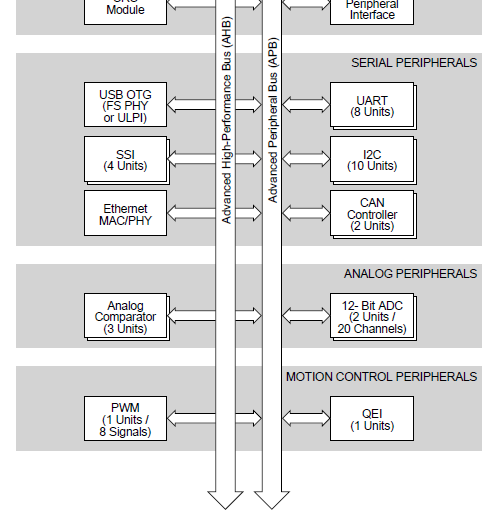 Module
Peripheral
Interface
Advanced High-Performance Bus (AHB)
Advanced Peripheral Bus (APB)
SERIAL PERIPHERALS
USB OTG
(FS PHY
or ULPI)
UART
(8 Units)
SSI
(4 Units)
I2C
(10 Units)
Ethernet
MAC/PHY
CAN
Controller
(2 Units)
ANALOG PERIPHERALS
Analog
Comparator
(3 Units)
12- Bit ADC
(2 Units /
20 Channels)
MOTION CONTROL PERIPHERALS
PWM
(1 Units /
8 Signals)
QEI
(1 Units)